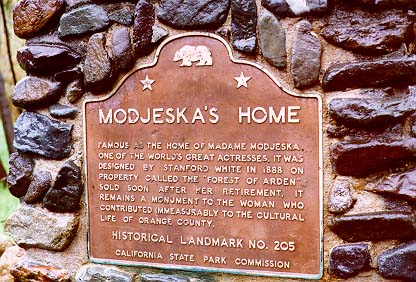 MODJESKA'S HOME
FAMOUS AS THE HOME OF MADAME MODJESKA,
ONE OF THE WORLD'S GREAT ACTRESSES. IT WAS
DESIGNED BY STANFORD WHITE IN 1888 ON
PROPERTY CALLED THE "FOREST OF ARDEN".
SOLD SOON AFTER HER RETIREMENT, IT
REMAINS A MONUMENT TO THE WOMAN WHO
CONTRIBUTED IMMEASURABLY TO THE CULTURAL
LIFE OF ORANGE COUNTY.
HISTORICAL LANDMARK NO. 205
CALIFORNIA STATE PARK COMMISSION